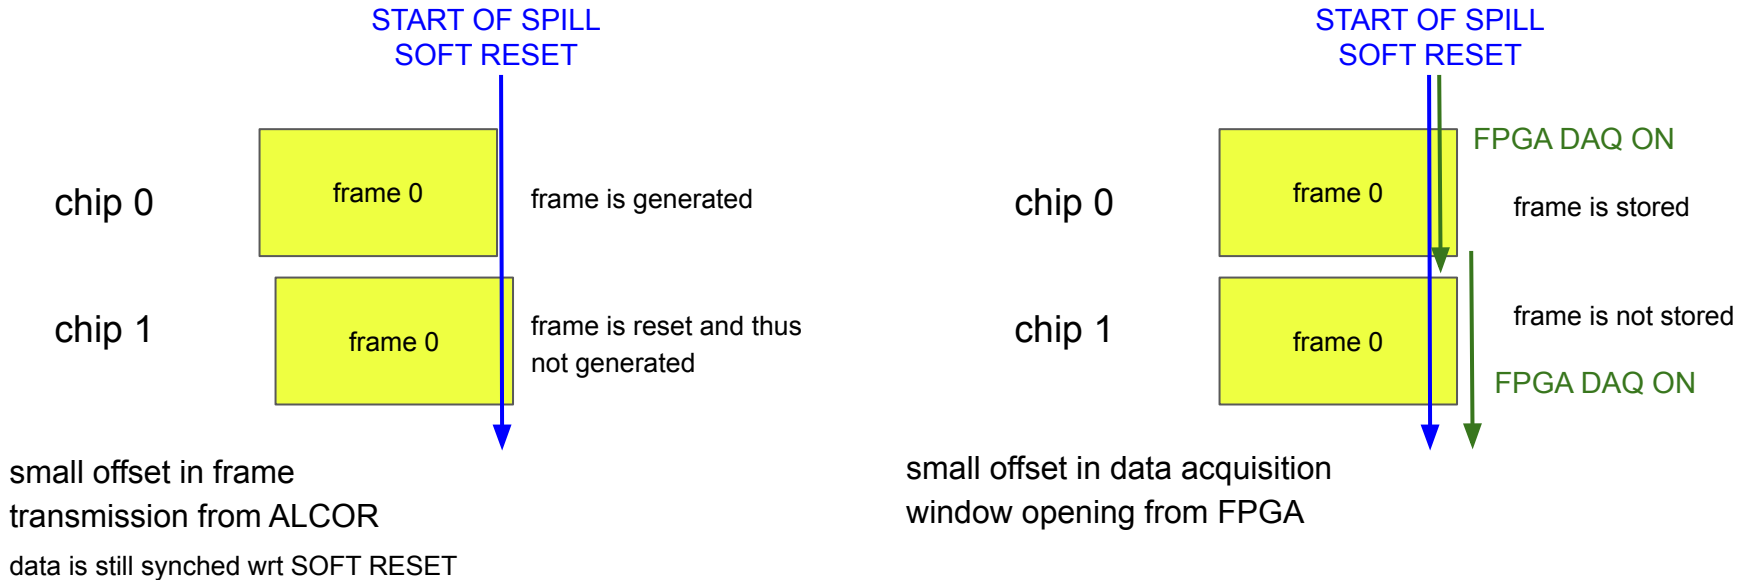 START OF SPILL
SOFT RESET
chip 0
frame 0
frame is generated
chip 1
frame 0
frame is reset and thus
not generated
small offset in frame
transmission from ALCOR
data is still synched wrt SOFT RESET
START OF SPILL
SOFT RESET
FPGA DAQ ON
chip 0
frame 0
frame is stored
chip 1
frame 0
frame is not stored
FPGA DAQ ON
small offset in data acquisition
window opening from FPGA